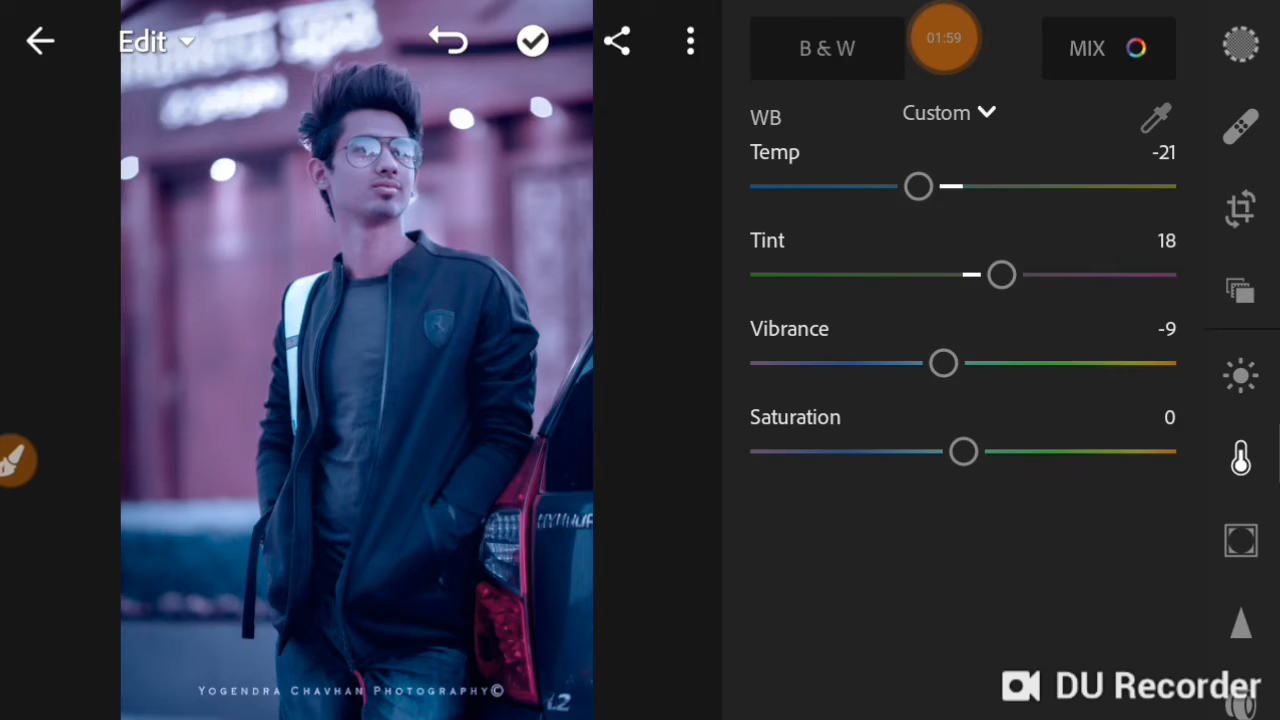 Edit
01:59
B & W
MIX
WB
Custom
Temp
-21
Tint
18
Vibrance
-9
Saturation
0
YOGENDRA CHAVHAN PHOTOGRAPHY©
DU Recorder